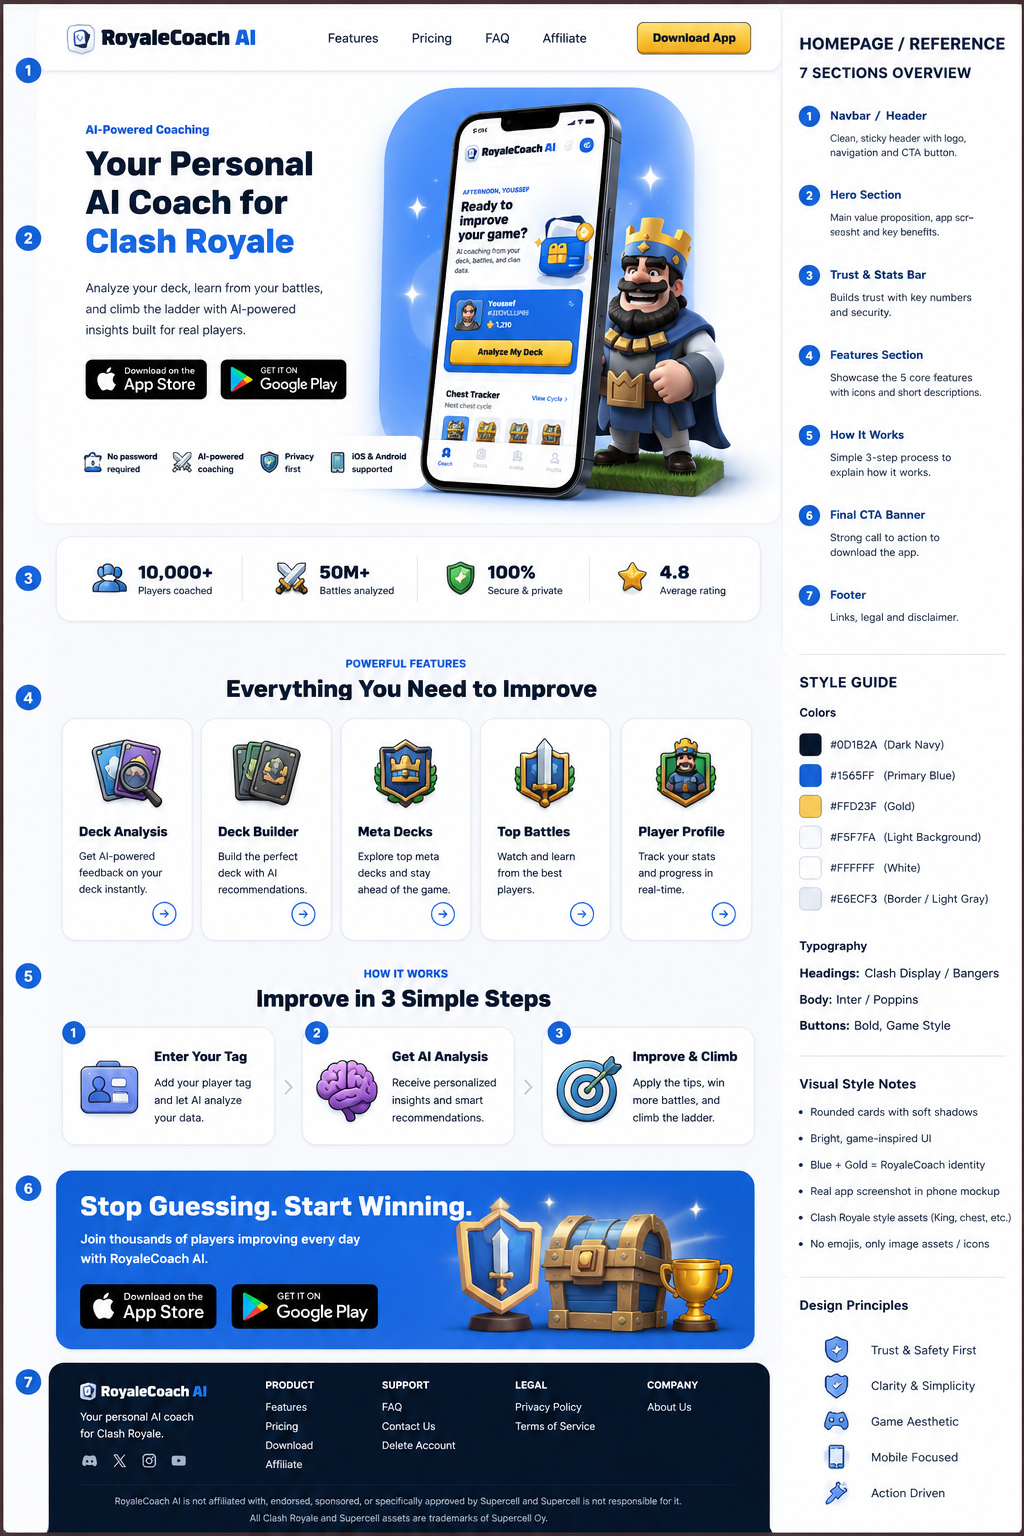 RoyaleCoach AI
Features
Pricing
FAQ
Affiliate
Download App
1
AI-Powered Coaching
Your Personal
AI Coach for
Clash Royale
2
Analyze your deck, learn from your battles,
and climb the ladder with AI-powered
insights built for real players.
Download on the
App Store
GET IT ON
Google Play
No password
required
AI-powered
coaching
Privacy
first
iOS & Android
supported
RoyaleCoach AI
AFTERNOON, YOUSSEF
Ready to
improve
your game?
AI coaching from your
deck, battles, and clan
data.
Youssef
1,210
Analyze My Deck
Chest Tracker
Next chest cycle
View Cycle >
Coach
Decks
Profile
3
10,000+
Players coached
50M+
Battles analyzed
100%
Secure & private
4.8
Average rating
4
POWERFUL FEATURES
Everything You Need to Improve
Deck Analysis
Get AI-powered
feedback on your
deck instantly.
Deck Builder
Build the perfect
deck with AI
recommendations.
Meta Decks
Explore top meta
decks and stay
ahead of the game.
Top Battles
Watch and learn
from the best
players.
Player Profile
Track your stats
and progress in
real-time.
5
HOW IT WORKS
Improve in 3 Simple Steps
1
Enter Your Tag
Add your player tag
and let AI analyze
your data.
2
Get AI Analysis
Receive personalized
insights and smart
recommendations.
3
Improve & Climb
Apply the tips, win
more battles, and
climb the ladder.
6
Stop Guessing. Start Winning.
Join thousands of players improving every day
with RoyaleCoach AI.
Download on the
App Store
GET IT ON
Google Play
7
RoyaleCoach AI
Your personal AI coach
for Clash Royale.
PRODUCT
Features
Pricing
Download
Affiliate
SUPPORT
FAQ
Contact Us
Delete Account
LEGAL
Privacy Policy
Terms of Service
COMPANY
About Us
RoyaleCoach AI is not affiliated with, endorsed, sponsored, or specifically approved by Supercell and Supercell is not responsible for it.
All Clash Royale and Supercell assets are trademarks of Supercell Oy.
HOMEPAGE / REFERENCE
7 SECTIONS OVERVIEW
1
Navbar / Header
Clean, sticky header with logo,
navigation and CTA button.
2
Hero Section
Main value proposition, app scr-
seosht and key benefits.
3
Trust & Stats Bar
Builds trust with key numbers
and security.
4
Features Section
Showcase the 5 core features
with icons and short descriptions.
5
How It Works
Simple 3-step process to
explain how it works.
6
Final CTA Banner
Strong call to action to
download the app.
7
Footer
Links, legal and disclaimer.
STYLE GUIDE
Colors
#0D1B2A (Dark Navy)
#1565FF (Primary Blue)
#FFD23F (Gold)
#F5F7FA (Light Background)
#FFFFFF (White)
#E6ECF3 (Border / Light Gray)
Typography
Headings: Clash Display / Bangers
Body: Inter / Poppins
Buttons: Bold, Game Style
Visual Style Notes
• Rounded cards with soft shadows
• Bright, game-inspired UI
• Blue + Gold = RoyaleCoach identity
• Real app screenshot in phone mockup
• Clash Royale style assets (King, chest, etc.)
• No emojis, only image assets / icons
Design Principles
Trust & Safety First
Clarity & Simplicity
Game Aesthetic
Mobile Focused
Action Driven